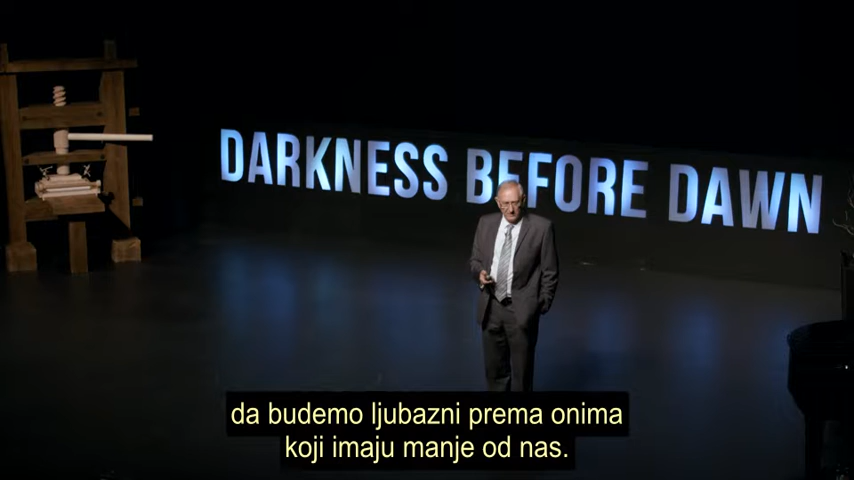 DARKNESS BEFORE DAWN
da budemo ljubazni prema onima
koji imaju manje od nas.